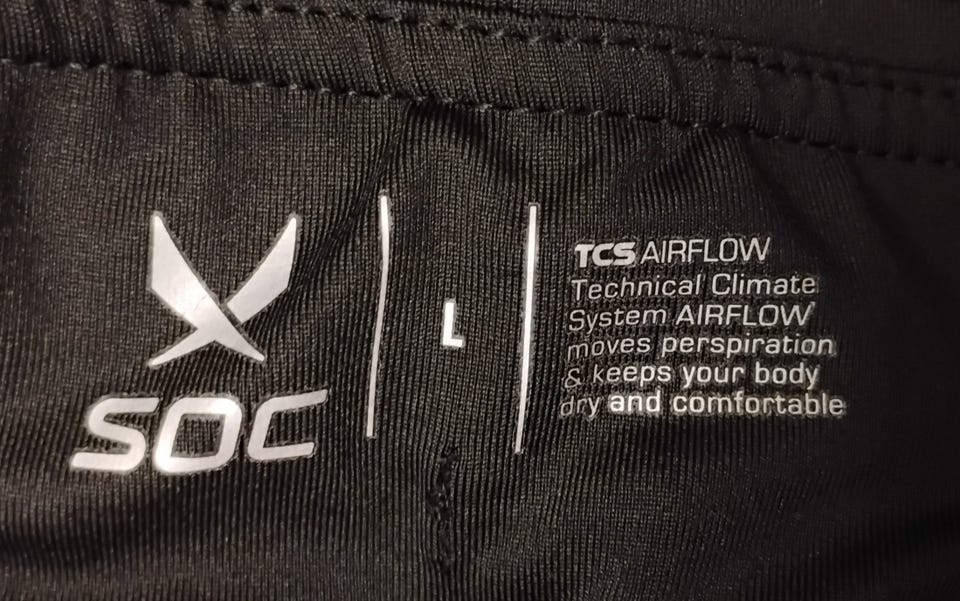 SOC
L
TCS AIRFLOW
Technical Climate
System AIRFLOW
moves perspiration
& keeps your body
dry and comfortable